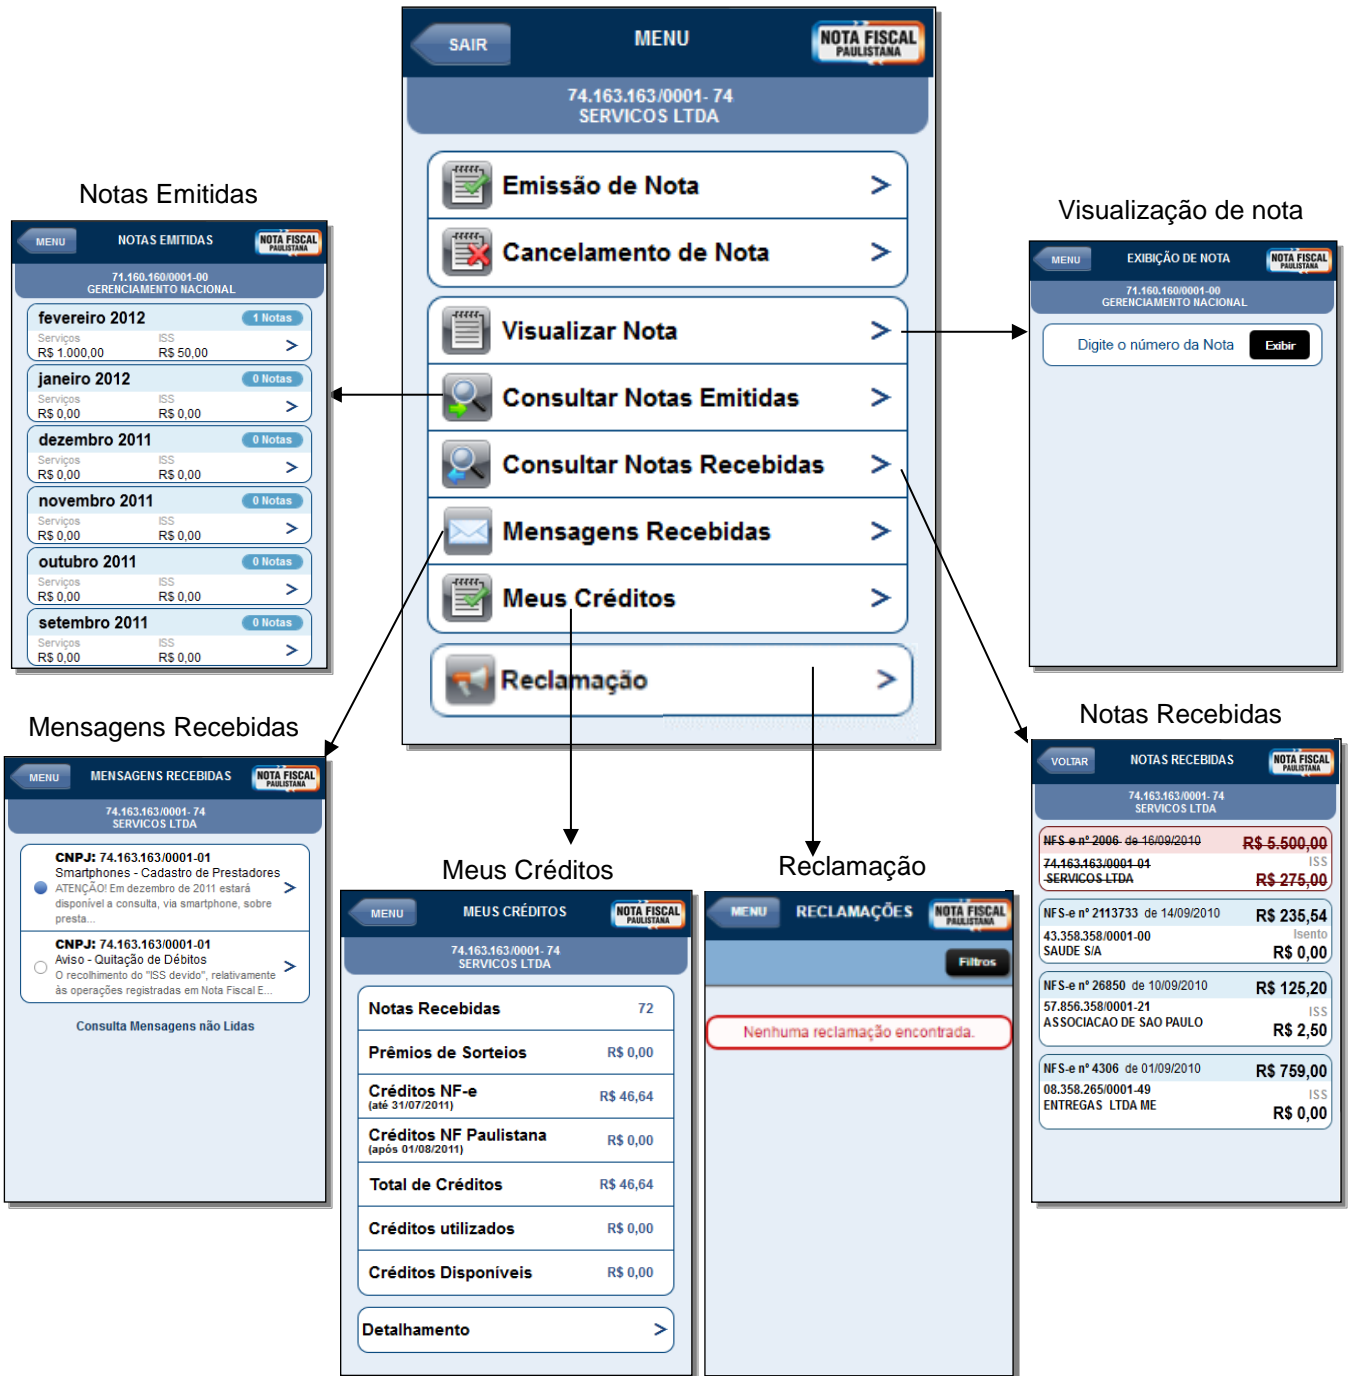 SAIR
MENU
NOTA FISCAL
PAULISTANA
74.163.163/0001- 74
SERVICOS LTDA
Emissão de Nota
Cancelamento de Nota
Visualizar Nota
Consultar Notas Emitidas
Consultar Notas Recebidas
Mensagens Recebidas
Meus Créditos
Reclamação
Notas Emitidas
MENU
NOTAS EMITIDAS
NOTA FISCAL
PAULISTANA
71.160.160/0001-00
GERENCIAMENTO NACIONAL
fevereiro 2012 1 Notas
Serviços ISS
R$ 1.000,00 R$ 50,00
janeiro 2012 0 Notas
Serviços ISS
R$ 0,00 R$ 0,00
dezembro 2011 0 Notas
Serviços ISS
R$ 0,00 R$ 0,00
novembro 2011 0 Notas
Serviços ISS
R$ 0,00 R$ 0,00
outubro 2011 0 Notas
Serviços ISS
R$ 0,00 R$ 0,00
setembro 2011 0 Notas
Serviços ISS
R$ 0,00 R$ 0,00
Visualização de nota
MENU
EXIBIÇÃO DE NOTA
NOTA FISCAL
PAULISTANA
71.160.160/0001-00
GERENCIAMENTO NACIONAL
Digite o número da Nota Exibir
Mensagens Recebidas
MENU
MENSAGENS RECEBIDAS
NOTA FISCAL
PAULISTANA
74.163.163/0001- 74
SERVICOS LTDA
CNPJ: 74.163.163/0001-01
Smartphones - Cadastro de Prestadores
ATENÇÃO! Em dezembro de 2011 estará
disponível a consulta, via smartphone, sobre
presta...
CNPJ: 74.163.163/0001-01
Aviso - Quitação de Débitos
O recolhimento do "ISS devido", relativamente
às operações registradas em Nota Fiscal E...
Consulta Mensagens não Lidas
Meus Créditos
MENU
MEUS CRÉDITOS
NOTA FISCAL
PAULISTANA
74.163.163/0001- 74
SERVICOS LTDA
Notas Recebidas 72
Prêmios de Sorteios R$ 0,00
Créditos NF-e R$ 46,64
(até 31/07/2011)
Créditos NF Paulistana R$ 0,00
(após 01/08/2011)
Total de Créditos R$ 46,64
Créditos utilizados R$ 0,00
Créditos Disponíveis R$ 0,00
Detalhamento
Reclamação
MENU
RECLAMAÇÕES
NOTA FISCAL
PAULISTANA
Filtros
Nenhuma reclamação encontrada.
Notas Recebidas
VOLTAR
NOTAS RECEBIDAS
NOTA FISCAL
PAULISTANA
74.163.163/0001- 74
SERVICOS LTDA
NFS-e nº 2006 de 16/09/2010 R$ 5.500,00
74.163.163/0001-01 ISS
SERVICOS LTDA R$ 275,00
NFS-e nº 2113733 de 14/09/2010 R$ 235,54
43.358.358/0001-00 Isento
SAUDE S/A R$ 0,00
NFS-e nº 26850 de 10/09/2010 R$ 125,20
57.856.358/0001-21 ISS
ASSOCIACAO DE SAO PAULO R$ 2,50
NFS-e nº 4306 de 01/09/2010 R$ 759,00
08.358.265/0001-49 ISS
ENTREGAS LTDA ME R$ 0,00